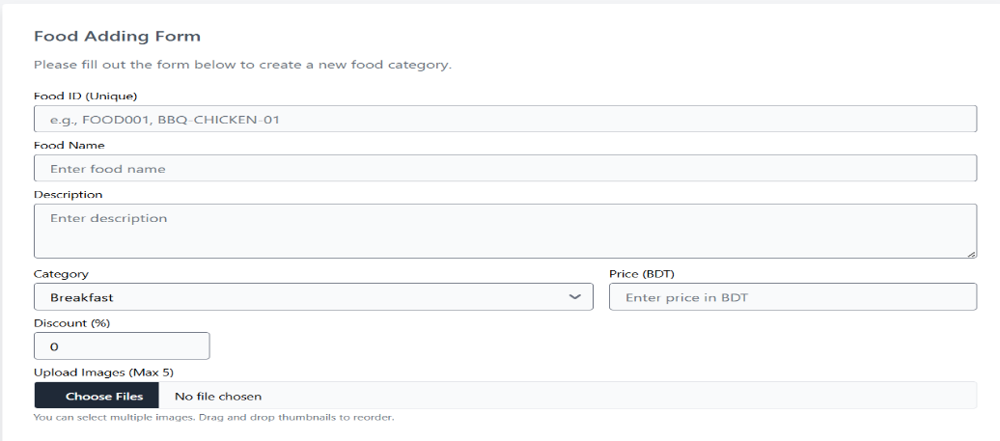 Food Adding Form
Please fill out the form below to create a new food category.
Food ID (Unique)
e.g., FOOD001, BBQ-CHICKEN-01
Food Name
Enter food name
Description
Enter description
Category
Price (BDT)
Breakfast
Enter price in BDT
Discount (%)
0
Upload Images (Max 5)
Choose Files
No file chosen
You can select multiple images. Drag and drop thumbnails to reorder.